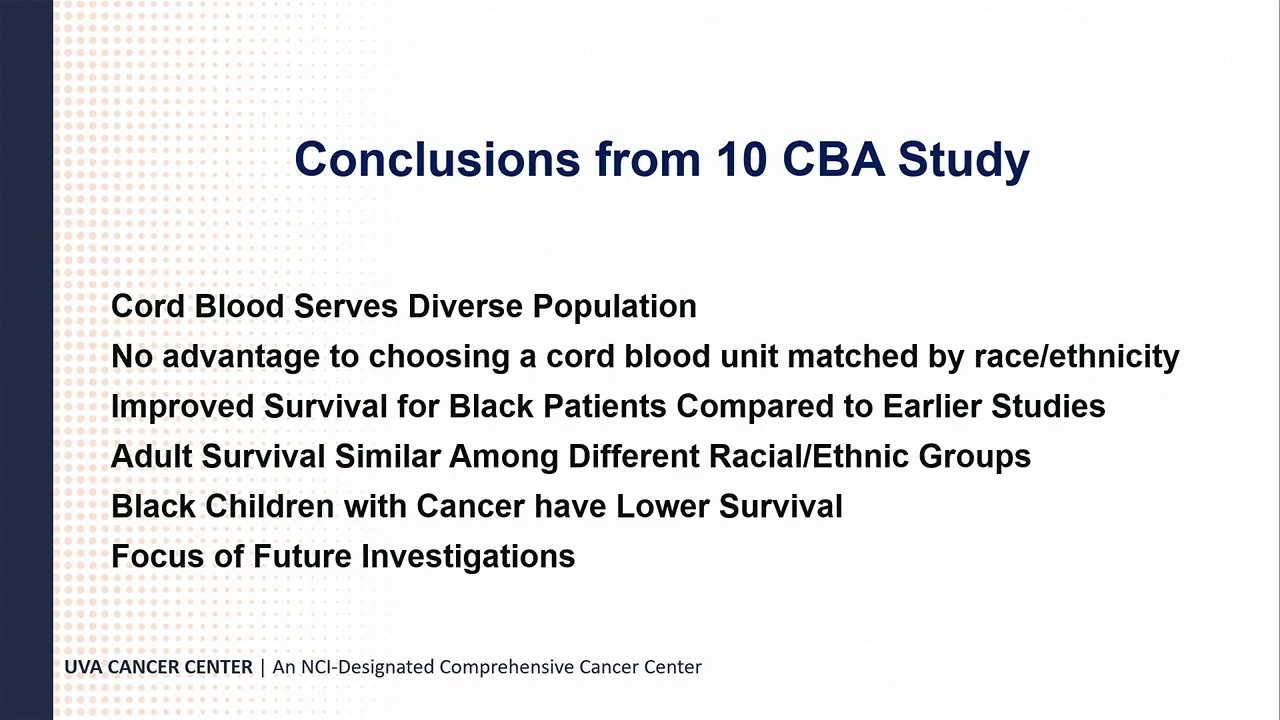 Conclusions from 10 CBA Study
Cord Blood Serves Diverse Population
No advantage to choosing a cord blood unit matched by race/ethnicity
Improved Survival for Black Patients Compared to Earlier Studies
Adult Survival Similar Among Different Racial/Ethnic Groups
Black Children with Cancer have Lower Survival
Focus of Future Investigations
UVA CANCER CENTER | An NCI-Designated Comprehensive Cancer Center